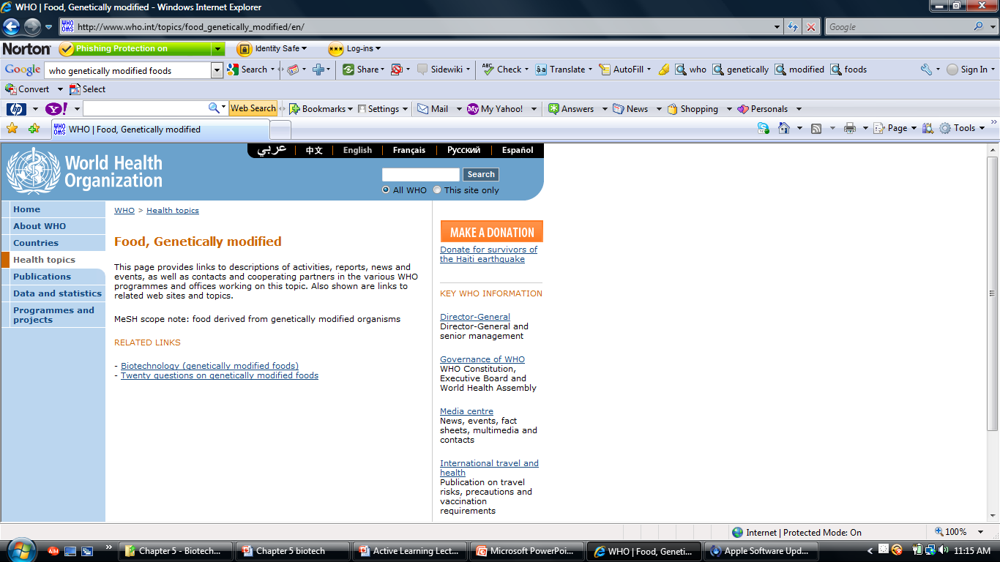 WHO | Food, Genetically modified - Windows Internet Explorer
http://www.who.int/topics/food_genetically_modified/en/
Google
Norton Phishing Protection on Identity Safe Log-ins
Google who genetically modified foods Search Share Sidewiki Check Translate AutoFill who genetically modified foods Sign In
Convert Select
hp Y! Web Search Bookmarks Settings Mail My Yahoo! Answers News Shopping Personals
WHO | Food, Genetically modified
Page Tools
عربي 中文 English Français Русский Español
World Health
Organization
Search
All WHO This site only
Home
About WHO
Countries
Health topics
Publications
Data and statistics
Programmes and
projects
WHO > Health topics
Food, Genetically modified
This page provides links to descriptions of activities, reports, news and
events, as well as contacts and cooperating partners in the various WHO
programmes and offices working on this topic. Also shown are links to
related web sites and topics.
MeSH scope note: food derived from genetically modified organisms
RELATED LINKS
- Biotechnology (genetically modified foods)
- Twenty questions on genetically modified foods
MAKE A DONATION
Donate for survivors of
the Haiti earthquake
KEY WHO INFORMATION
Director-General
Director-General and
senior management
Governance of WHO
WHO Constitution,
Executive Board and
World Health Assembly
Media centre
News, events, fact
sheets, multimedia and
contacts
International travel and
health
Publication on travel
risks, precautions and
vaccination
requirements
Internet | Protected Mode: On
100%
Chapter 5 - Biotech... Chapter 5 biotech Active Learning Lect... Microsoft PowerPoi... WHO | Food, Geneti... Apple Software Upd... 11:15 AM